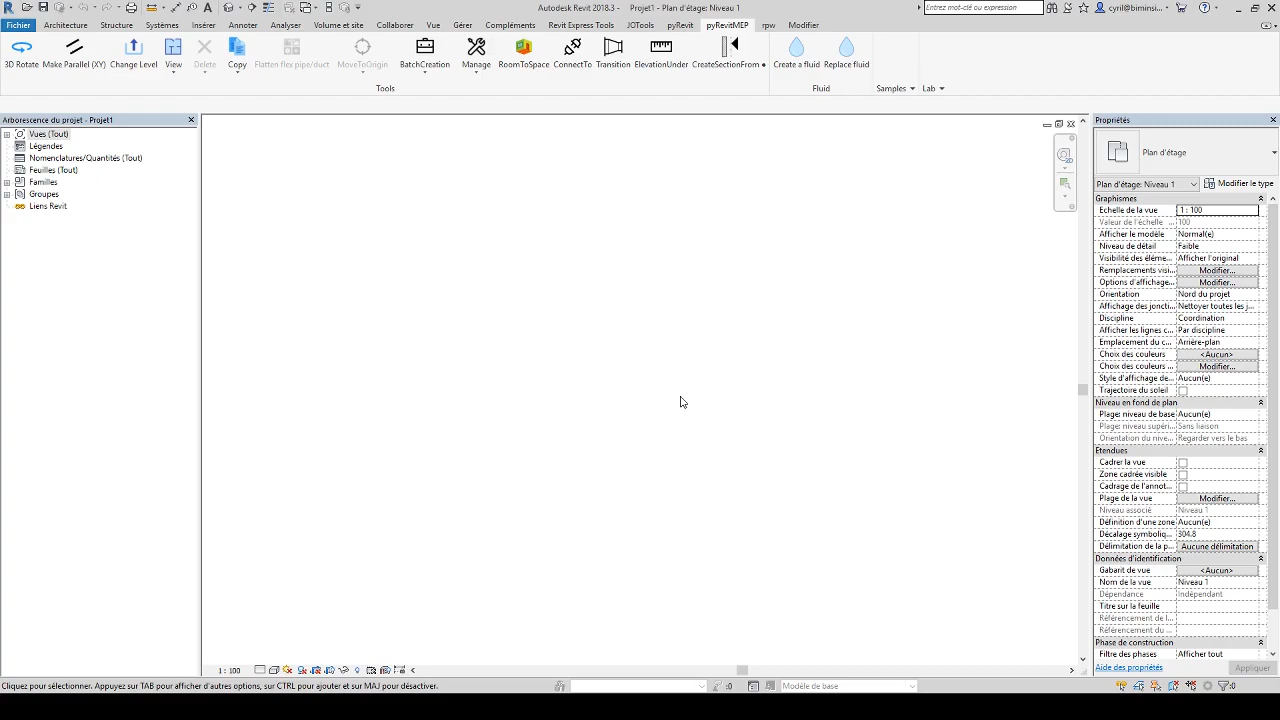 Autodesk Revit 2018.3 - Projet1 - Plan d'étage: Niveau 1
Entrez mot-clé ou expression
cyril@biminsi...
Fichier Architecture Structure Systèmes Insérer Annoter Analyser Volume et site Collaborer Vue Gérer Compléments Revit Express Tools JOTools pyRevit pyRevitMEP rpw Modifier
3D Rotate Make Parallel (XY) Change Level View Delete Copy Flatten flex pipe/duct MoveToOrigin BatchCreation Manage RoomToSpace ConnectTo Transition ElevationUnder CreateSectionFrom Create a fluid Replace fluid
Tools Fluid Samples Lab
Arborescence du projet - Projet1
Vues (Tout)
Légendes
Nomenclatures/Quantités (Tout)
Feuilles (Tout)
Familles
Groupes
Liens Revit
Propriétés
Plan d'étage
Plan d'étage: Niveau 1 Modifier le type
Graphismes
Echelle de la vue 1 : 100
Valeur de l'échelle ... 100
Afficher le modèle Normal(e)
Niveau de détail Faible
Visibilité des éléme... Afficher l'original
Remplacements visi... Modifier...
Options d'affichage... Modifier...
Orientation Nord du projet
Affichage des joncti... Nettoyer toutes les j...
Discipline Coordination
Afficher les lignes c... Par discipline
Emplacement du c... Arrière-plan
Choix des couleurs <Aucun>
Choix des couleurs ... Modifier...
Style d'affichage de... Aucun(e)
Trajectoire du soleil
Niveau en fond de plan
Plage: niveau de base Aucun(e)
Plage: niveau supéri... Sans liaison
Orientation du nive... Regarder vers le bas
Etendues
Cadrer la vue
Zone cadrée visible
Cadrage de l'annot...
Plage de la vue Modifier...
Niveau associé Niveau 1
Définition d'une zone Aucun(e)
Décalage symboliq... 304.8
Délimitation de la p... Aucune délimitation
Données d'identification
Gabarit de vue <Aucun>
Nom de la vue Niveau 1
Dépendance Indépendant
Titre sur la feuille
Référencement de l...
Référencement du ...
Phase de construction
Filtre des phases Afficher tout
Aide des propriétés Appliquer
1 : 100
Cliquez pour sélectionner. Appuyez sur TAB pour afficher d'autres options, sur CTRL pour ajouter et sur MAJ pour désactiver. :0 Modèle de base :0